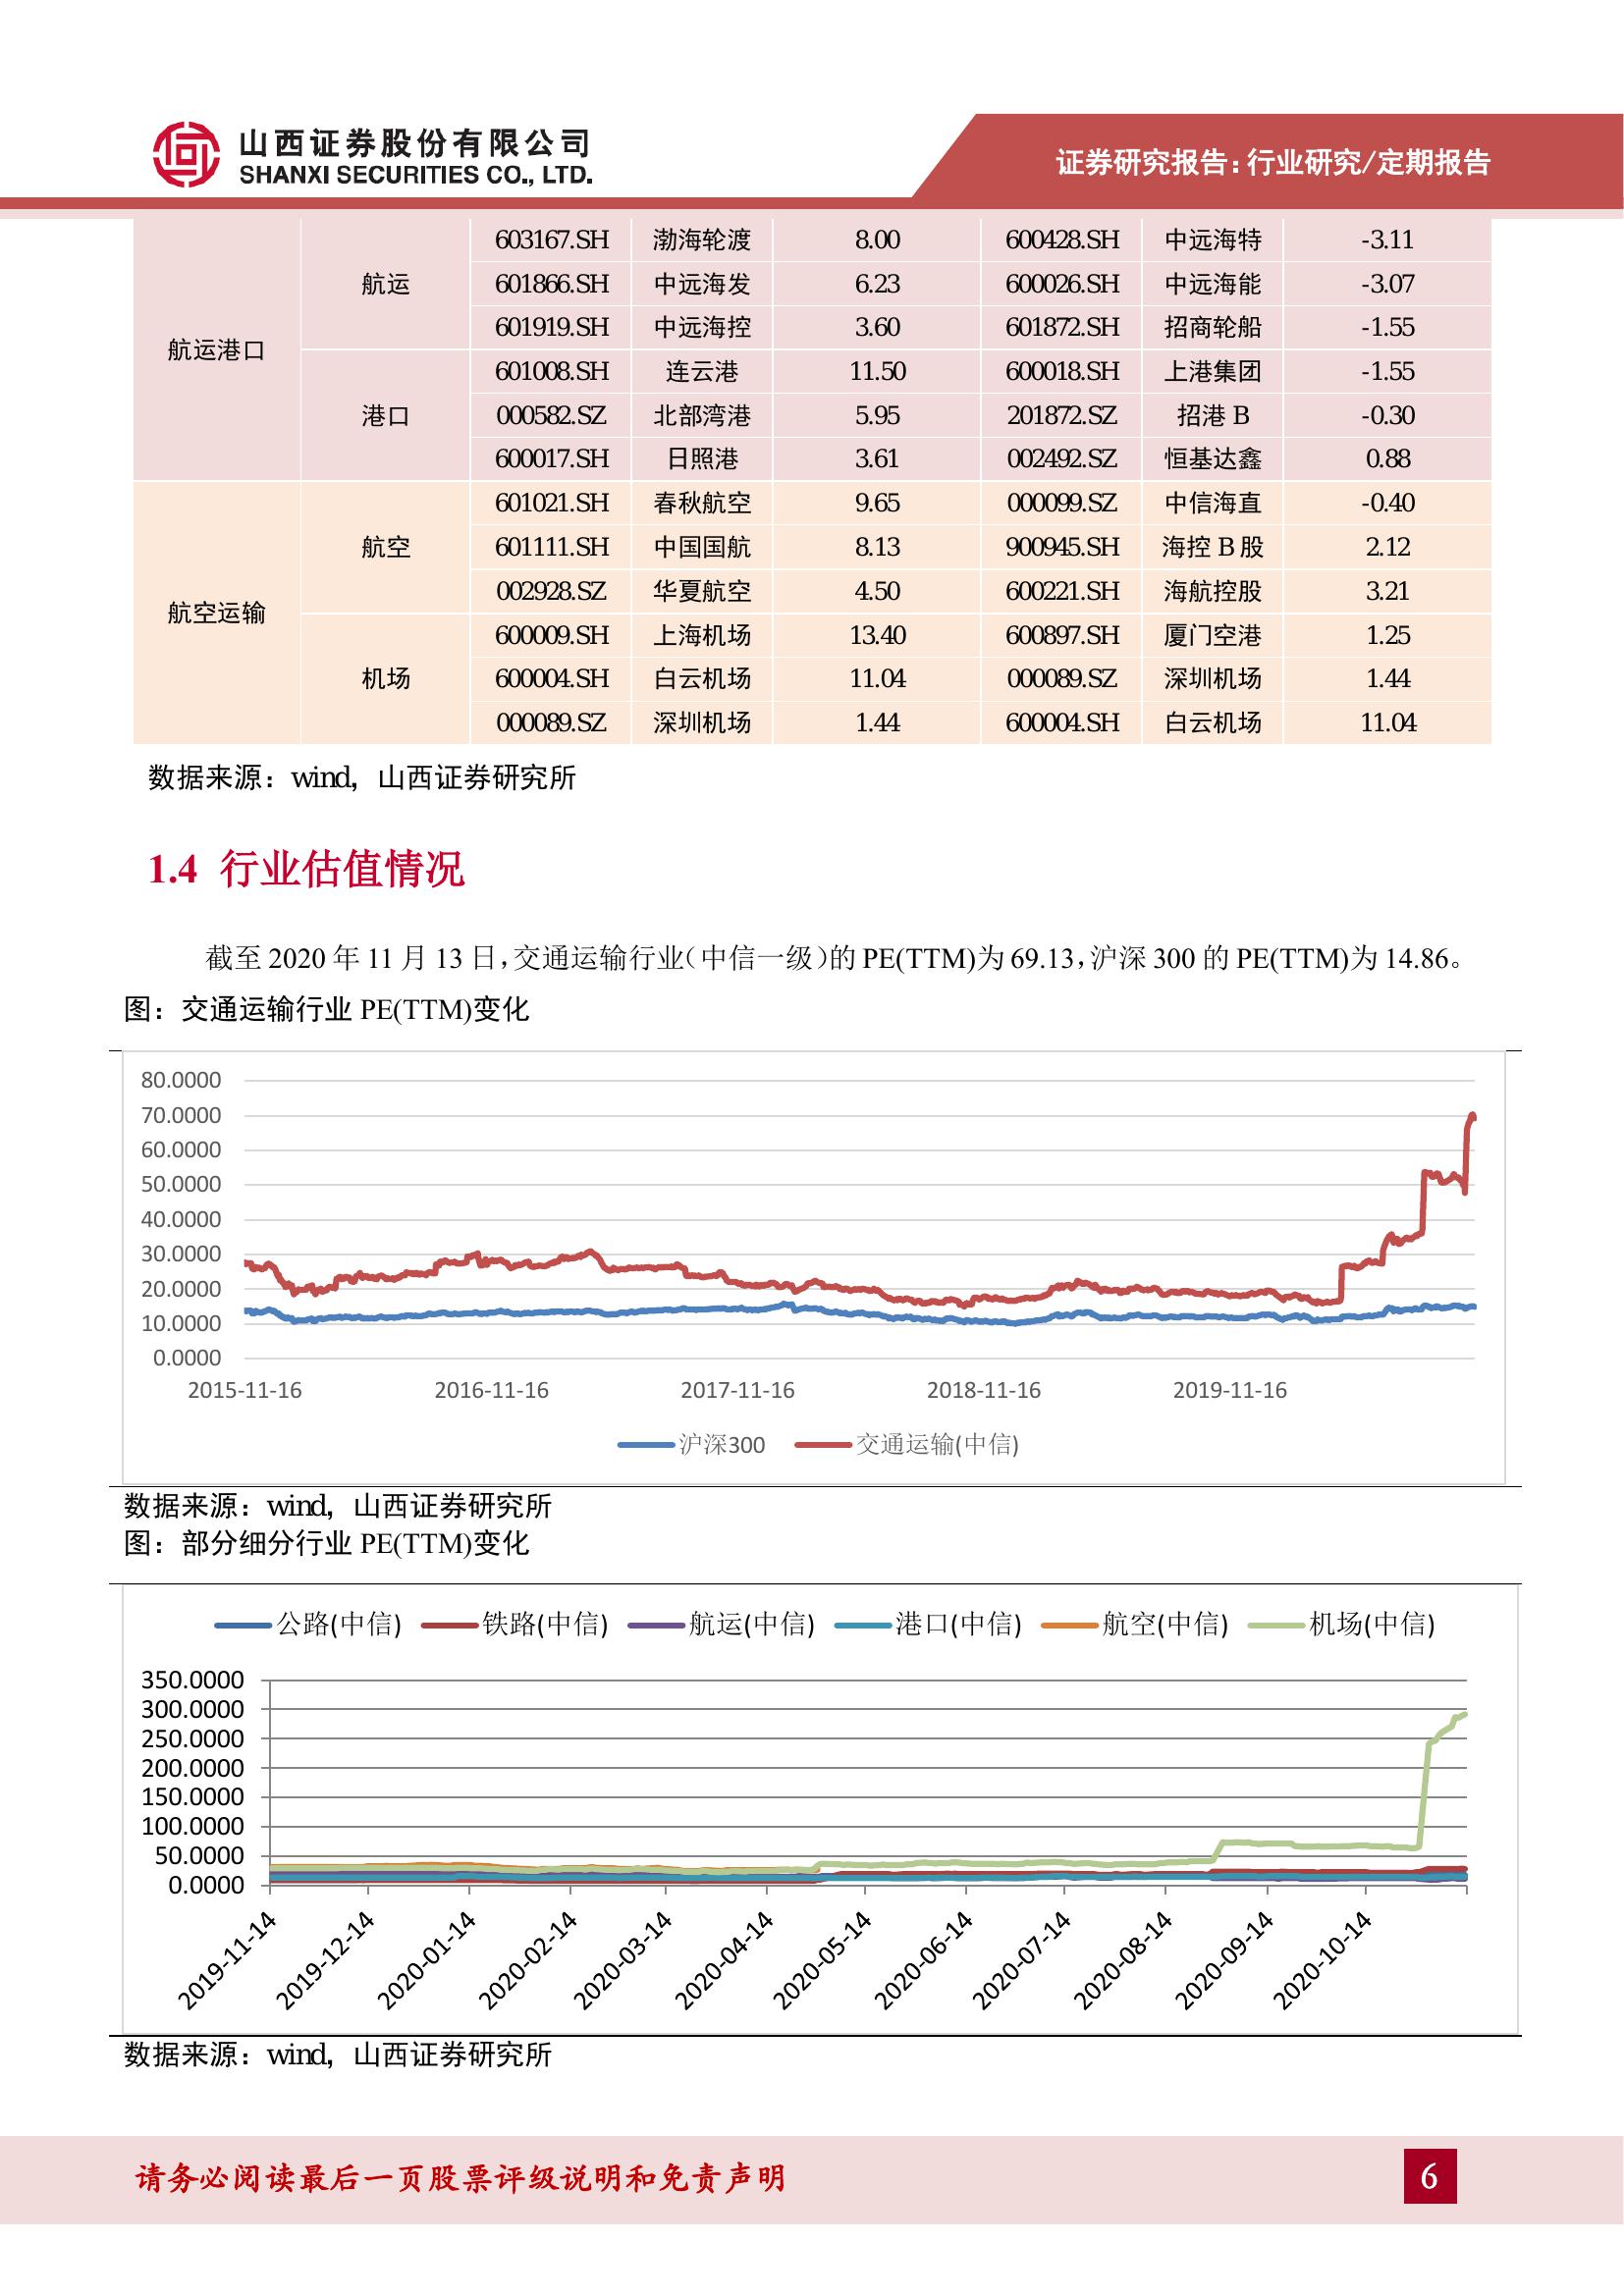 山西证券股份有限公司
SHANXI SECURITIES CO., LTD.
证券研究报告：行业研究/定期报告
航运港口
航运
603167.SH 渤海轮渡 8.00 600428.SH 中远海特 -3.11
601866.SH 中远海发 6.23 600026.SH 中远海能 -3.07
601919.SH 中远海控 3.60 601872.SH 招商轮船 -1.55
港口
601008.SH 连云港 11.50 600018.SH 上港集团 -1.55
000582.SZ 北部湾港 5.95 201872.SZ 招港 B -0.30
600017.SH 日照港 3.61 002492.SZ 恒基达鑫 0.88
航空运输
航空
601021.SH 春秋航空 9.65 000099.SZ 中信海直 -0.40
601111.SH 中国国航 8.13 900945.SH 海控 B 股 2.12
002928.SZ 华夏航空 4.50 600221.SH 海航控股 3.21
机场
600009.SH 上海机场 13.40 600897.SH 厦门空港 1.25
600004.SH 白云机场 11.04 000089.SZ 深圳机场 1.44
000089.SZ 深圳机场 1.44 600004.SH 白云机场 11.04
数据来源：wind，山西证券研究所
1.4 行业估值情况
截至 2020 年 11 月 13 日，交通运输行业（中信一级）的 PE(TTM)为 69.13，沪深 300 的 PE(TTM)为 14.86。
图：交通运输行业 PE(TTM)变化
80.0000
70.0000
60.0000
50.0000
40.0000
30.0000
20.0000
10.0000
0.0000
2015-11-16 2016-11-16 2017-11-16 2018-11-16 2019-11-16
沪深300 交通运输(中信)
数据来源：wind，山西证券研究所
图：部分细分行业 PE(TTM)变化
公路(中信) 铁路(中信) 航运(中信) 港口(中信) 航空(中信) 机场(中信)
350.0000
300.0000
250.0000
200.0000
150.0000
100.0000
50.0000
0.0000
2019-11-14 2019-12-14 2020-01-14 2020-02-14 2020-03-14 2020-04-14 2020-05-14 2020-06-14 2020-07-14 2020-08-14 2020-09-14 2020-10-14
数据来源：wind，山西证券研究所
请务必阅读最后一页股票评级说明和免责声明
6